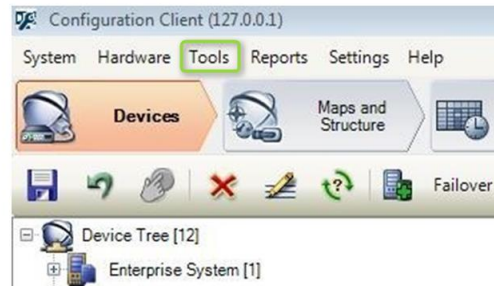 Configuration Client (127.0.0.1)
System Hardware Tools Reports Settings Help
Devices
Maps and
Structure
Failover
Device Tree [12]
Enterprise System [1]